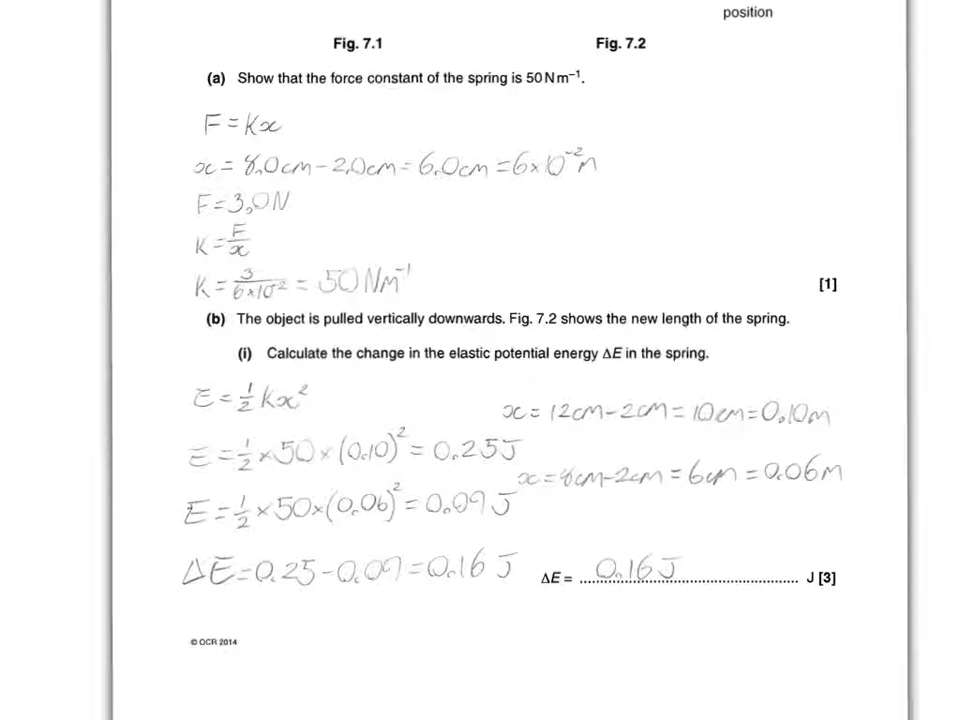 position
Fig. 7.1 Fig. 7.2
(a) Show that the force constant of the spring is 50 N m⁻¹.
F = Kx
x = 8.0cm - 2.0cm = 6.0cm = 6×10⁻²m
F = 3.0N
K = F/x
K = 3/6×10⁻² = 50 Nm⁻¹
[1]
(b) The object is pulled vertically downwards. Fig. 7.2 shows the new length of the spring.
(i) Calculate the change in the elastic potential energy ΔE in the spring.
E = ½ kx²
x = 12cm - 2cm = 10cm = 0.10m
E = ½ × 50 × (0.10)² = 0.25J
x = 8cm - 2cm = 6cm = 0.06m
E = ½ × 50 × (0.06)² = 0.09 J
ΔE = 0.25 - 0.09 = 0.16 J
ΔE = 0.16J J [3]
© OCR 2014